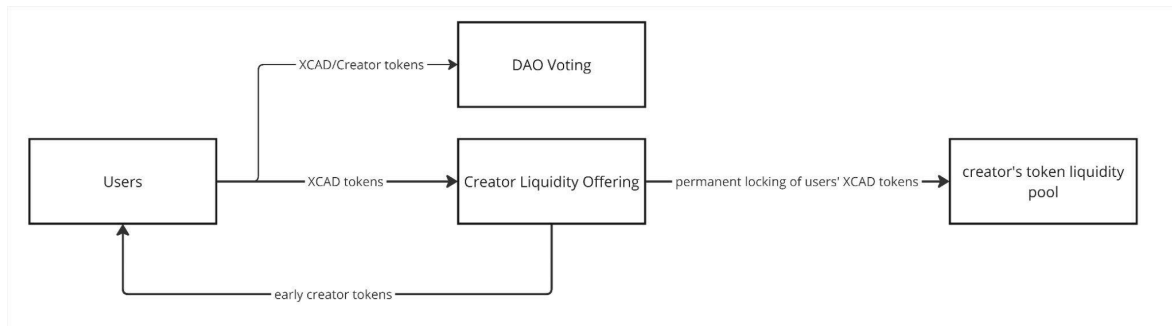 XCAD/Creator tokens
DAO Voting
Users
XCAD tokens
Creator Liquidity Offering
permanent locking of users' XCAD tokens
creator's token liquidity
pool
early creator tokens